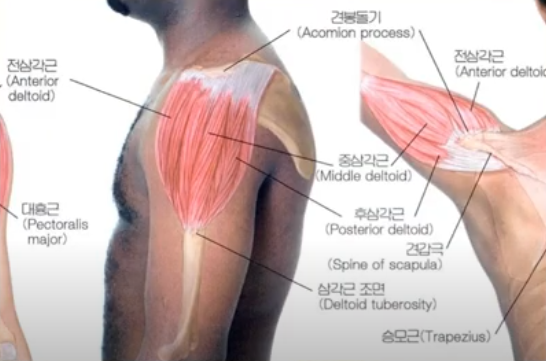 견봉돌기
(Acomion process)
전삼각근
(Anterior
deltoid)
전삼각근
(Anterior deltoid
중삼각근
(Middle deltoid)
대흉근
(Pectoralis
major)
후삼각근
(Posterior deltoid)
견갑극
(Spine of scapula)
삼각근 조면
(Deltoid tuberosity)
승모근(Trapezius)